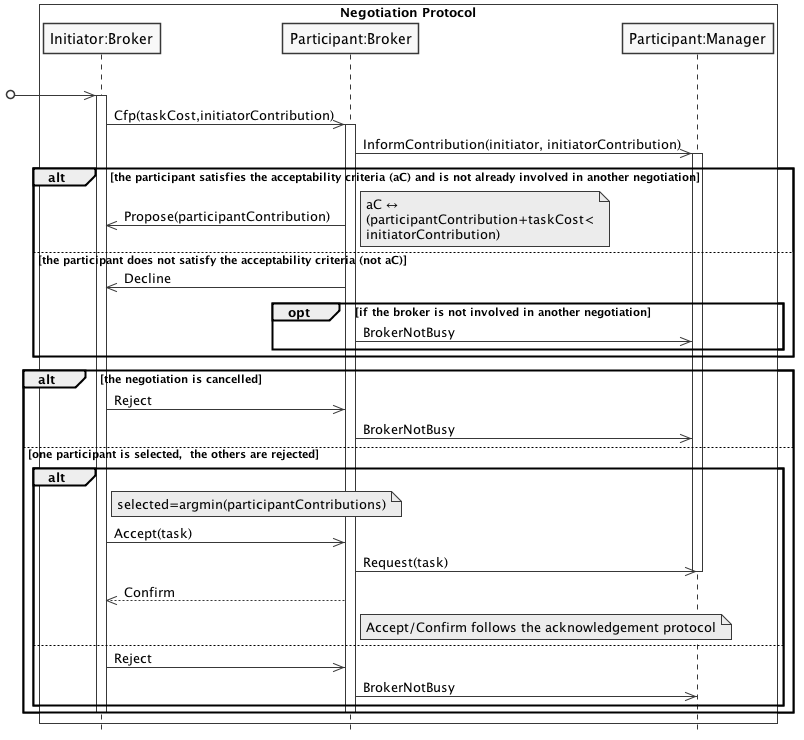 Negotiation Protocol
Initiator:Broker
Participant:Broker
Participant:Manager
Cfp(taskCost,initiatorContribution)
InformContribution(initiator, initiatorContribution)
alt
[the participant satisfies the acceptability criteria (aC) and is not already involved in another negotiation]
aC ↔
(participantContribution+taskCost<
initiatorContribution)
Propose(participantContribution)
[the participant does not satisfy the acceptability criteria (not aC)]
Decline
opt
[if the broker is not involved in another negotiation]
BrokerNotBusy
alt
[the negotiation is cancelled]
Reject
BrokerNotBusy
[one participant is selected,  the others are rejected]
alt
selected=argmin(participantContributions)
Accept(task)
Request(task)
Confirm
Accept/Confirm follows the acknowledgement protocol
Reject
BrokerNotBusy